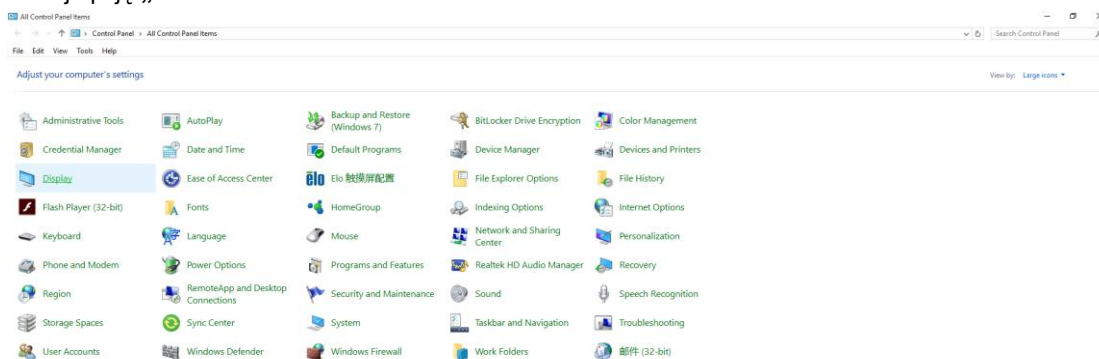 All Control Panel Items
Control Panel > All Control Panel Items
Search Control Panel
File Edit View Tools Help
Adjust your computer's settings
View by: Large icons
Administrative Tools
AutoPlay
Backup and Restore
(Windows 7)
BitLocker Drive Encryption
Color Management
Credential Manager
Date and Time
Default Programs
Device Manager
Devices and Printers
Display
Ease of Access Center
elo Elo 触摸屏配置
File Explorer Options
File History
Flash Player (32-bit)
Fonts
HomeGroup
Indexing Options
Internet Options
Keyboard
Language
Mouse
Network and Sharing
Center
Personalization
Phone and Modem
Power Options
Programs and Features
Realtek HD Audio Manager
Recovery
Region
RemoteApp and Desktop
Connections
Security and Maintenance
Sound
Speech Recognition
Storage Spaces
Sync Center
System
Taskbar and Navigation
Troubleshooting
User Accounts
Windows Defender
Windows Firewall
Work Folders
邮件 (32-bit)